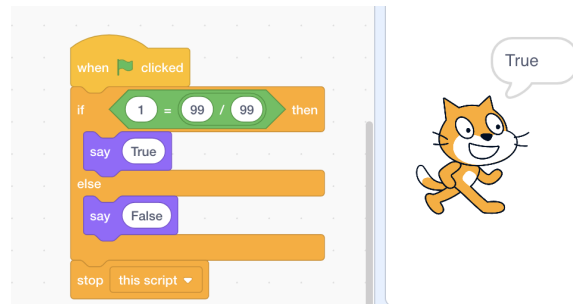 when clicked
if 1 = 99 / 99 then
say True
else
say False
stop this script
True